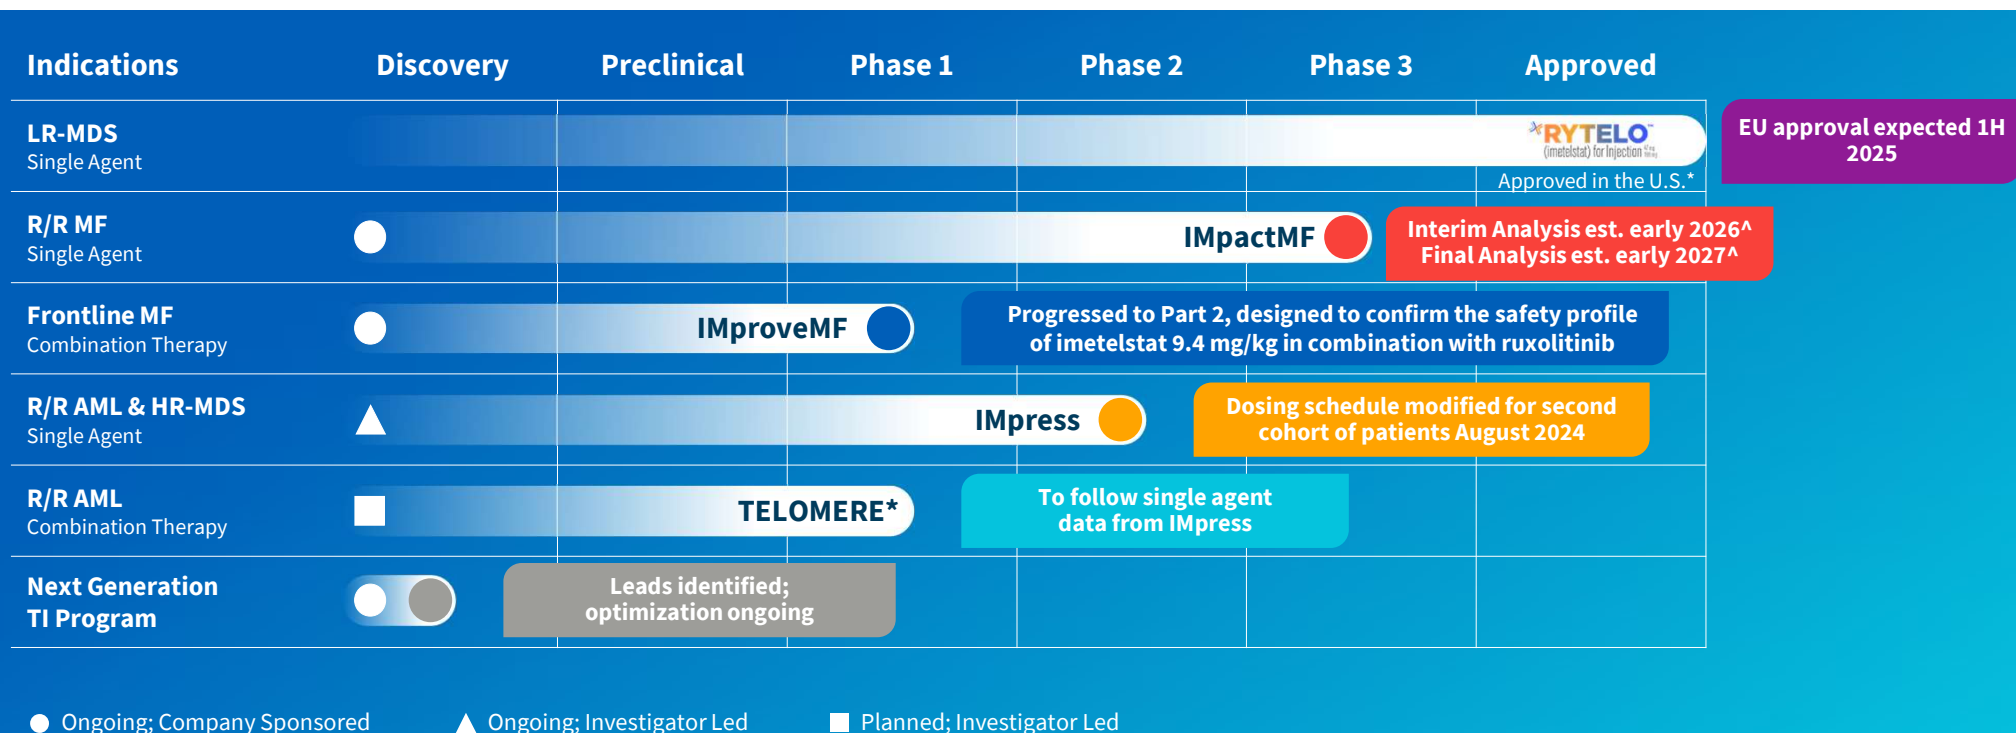 Indications Discovery Preclinical Phase 1 Phase 2 Phase 3 Approved
LR-MDS
Single Agent
RYTELO™
(imetelstat) for Injection
Approved in the U.S.*
EU approval expected 1H
2025
R/R MF
Single Agent
IMpactMF
Interim Analysis est. early 2026^
Final Analysis est. early 2027^
Frontline MF
Combination Therapy
IMproveMF
Progressed to Part 2, designed to confirm the safety profile
of imetelstat 9.4 mg/kg in combination with ruxolitinib
R/R AML & HR-MDS
Single Agent
IMpress
Dosing schedule modified for second
cohort of patients August 2024
R/R AML
Combination Therapy
TELOMERE*
To follow single agent
data from IMpress
Next Generation
TI Program
Leads identified;
optimization ongoing
Ongoing; Company Sponsored
Ongoing; Investigator Led
Planned; Investigator Led